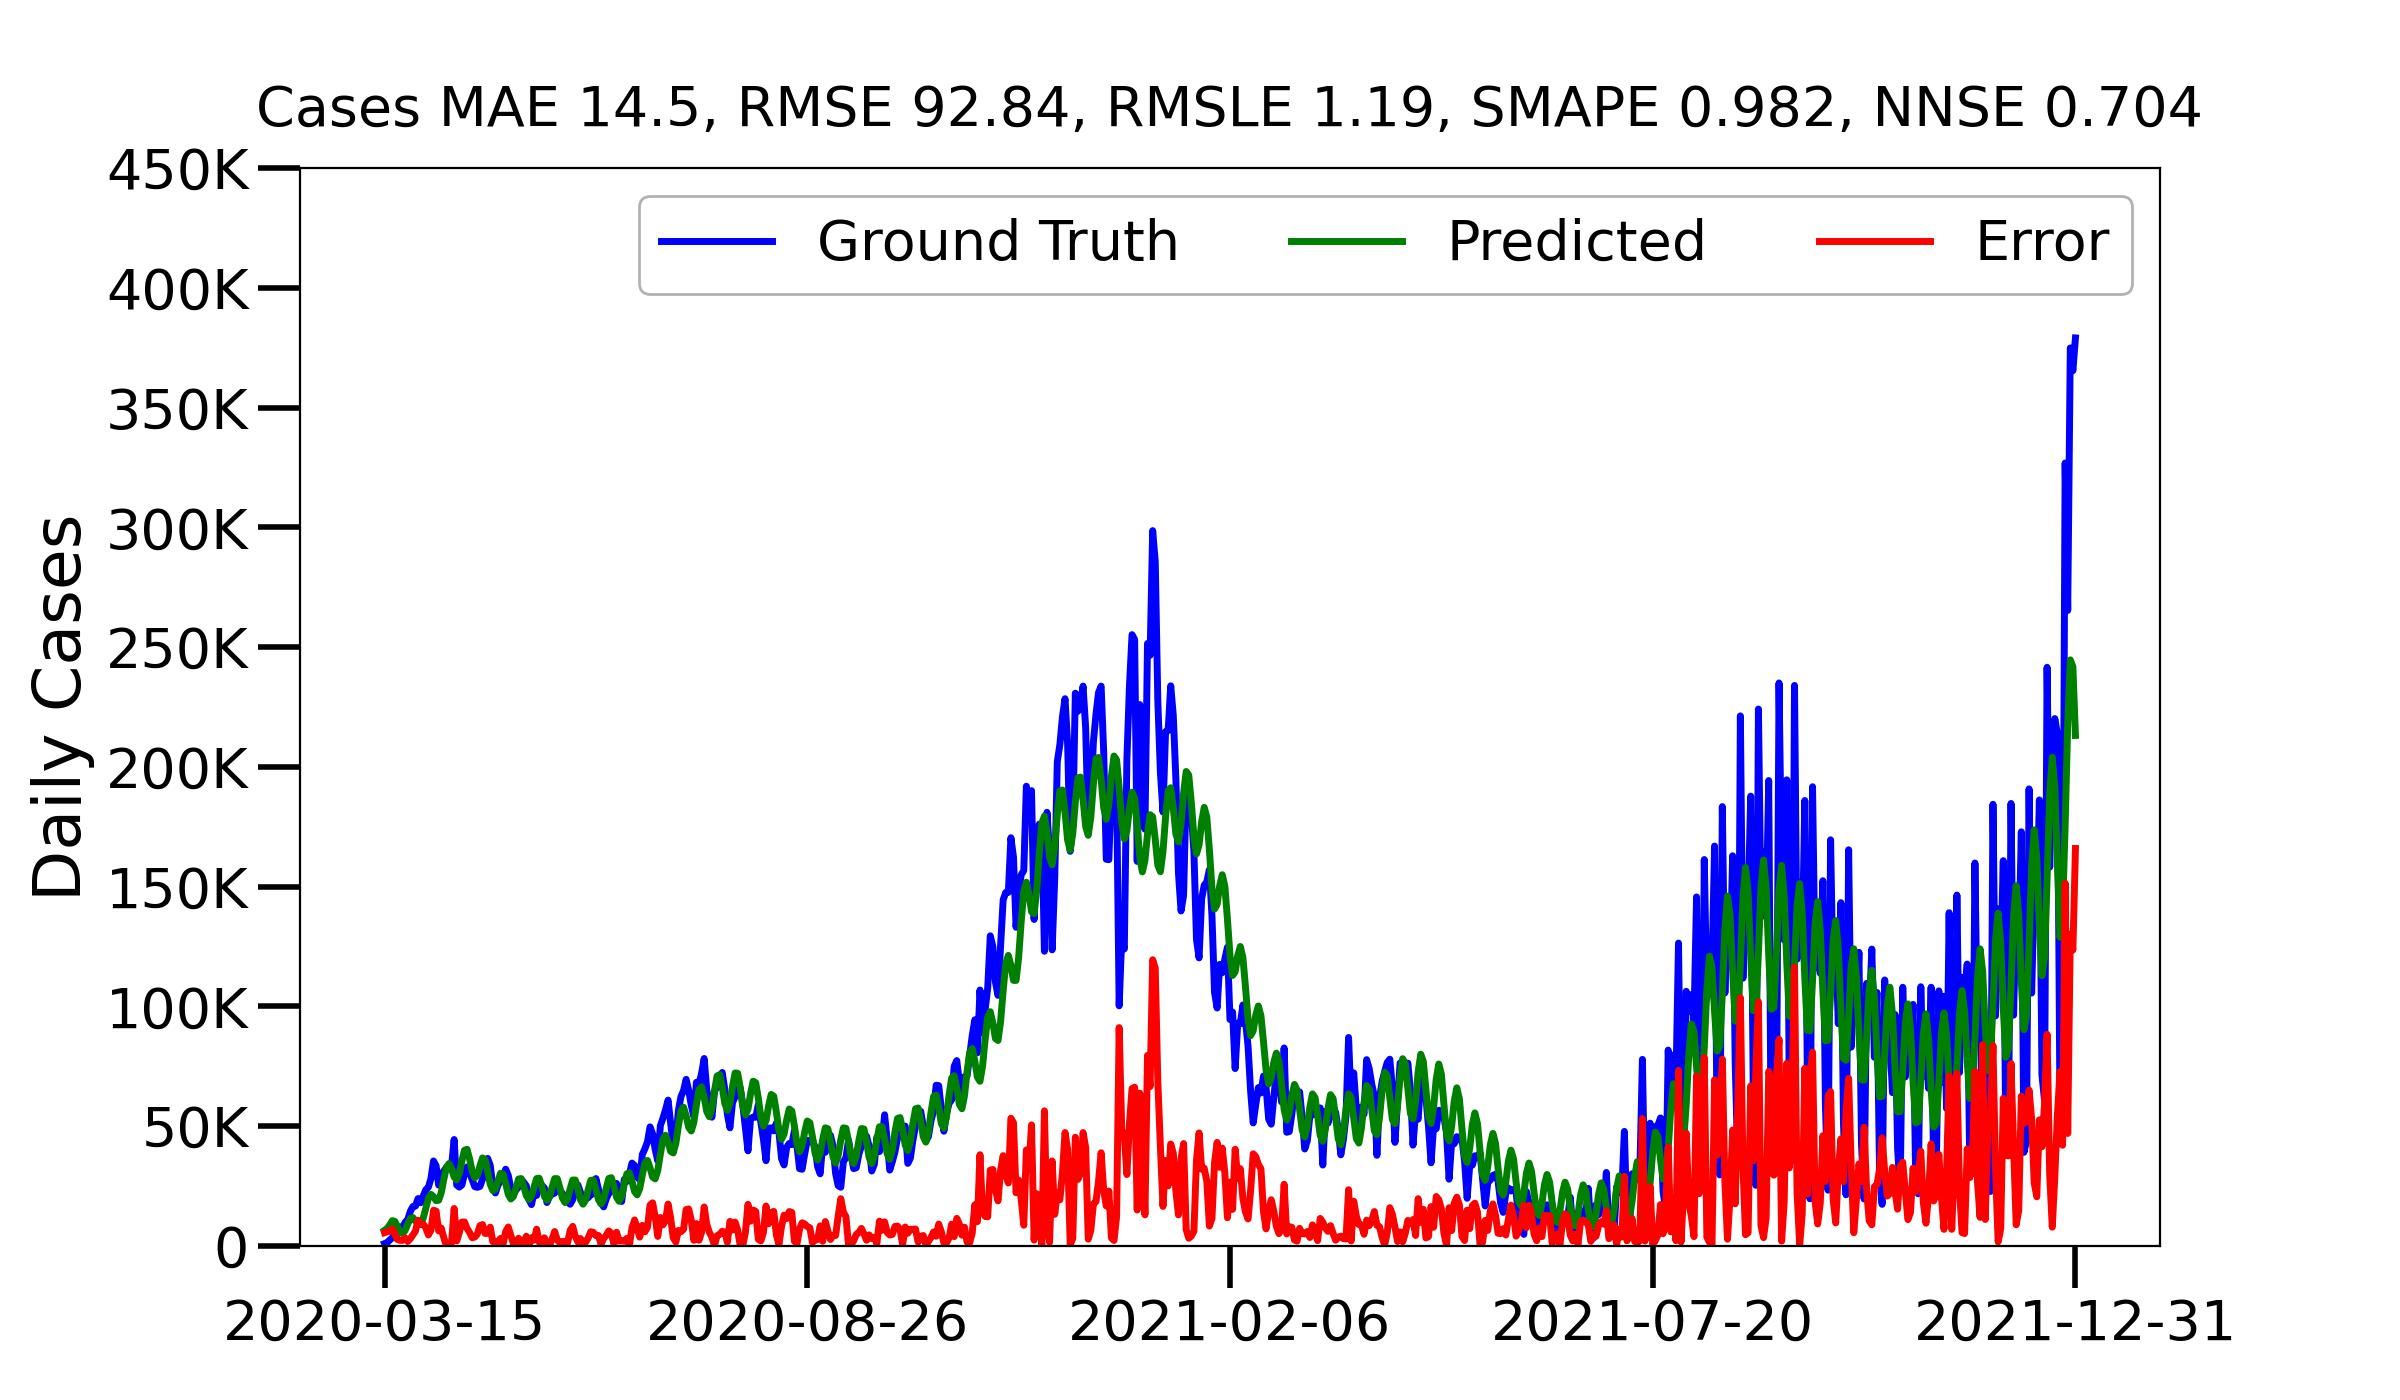 Cases MAE 14.5, RMSE 92.84, RMSLE 1.19, SMAPE 0.982, NNSE 0.704
Ground Truth Predicted Error
Daily Cases
450K
400K
350K
300K
250K
200K
150K
100K
50K
0
2020-03-15 2020-08-26 2021-02-06 2021-07-20 2021-12-31